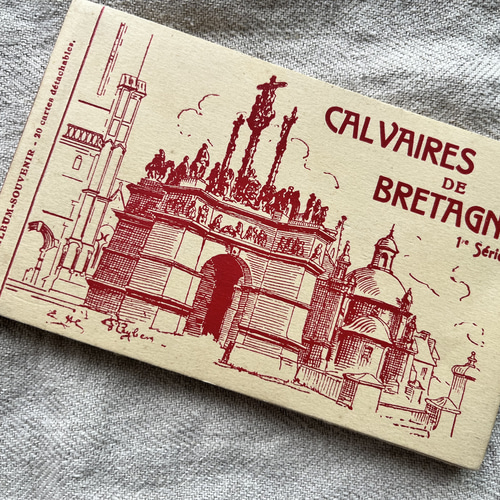 CALVAIRES
DE
BRETAGN
1re Série
ALBUM-SOUVENIR - 20 cartes détachables.